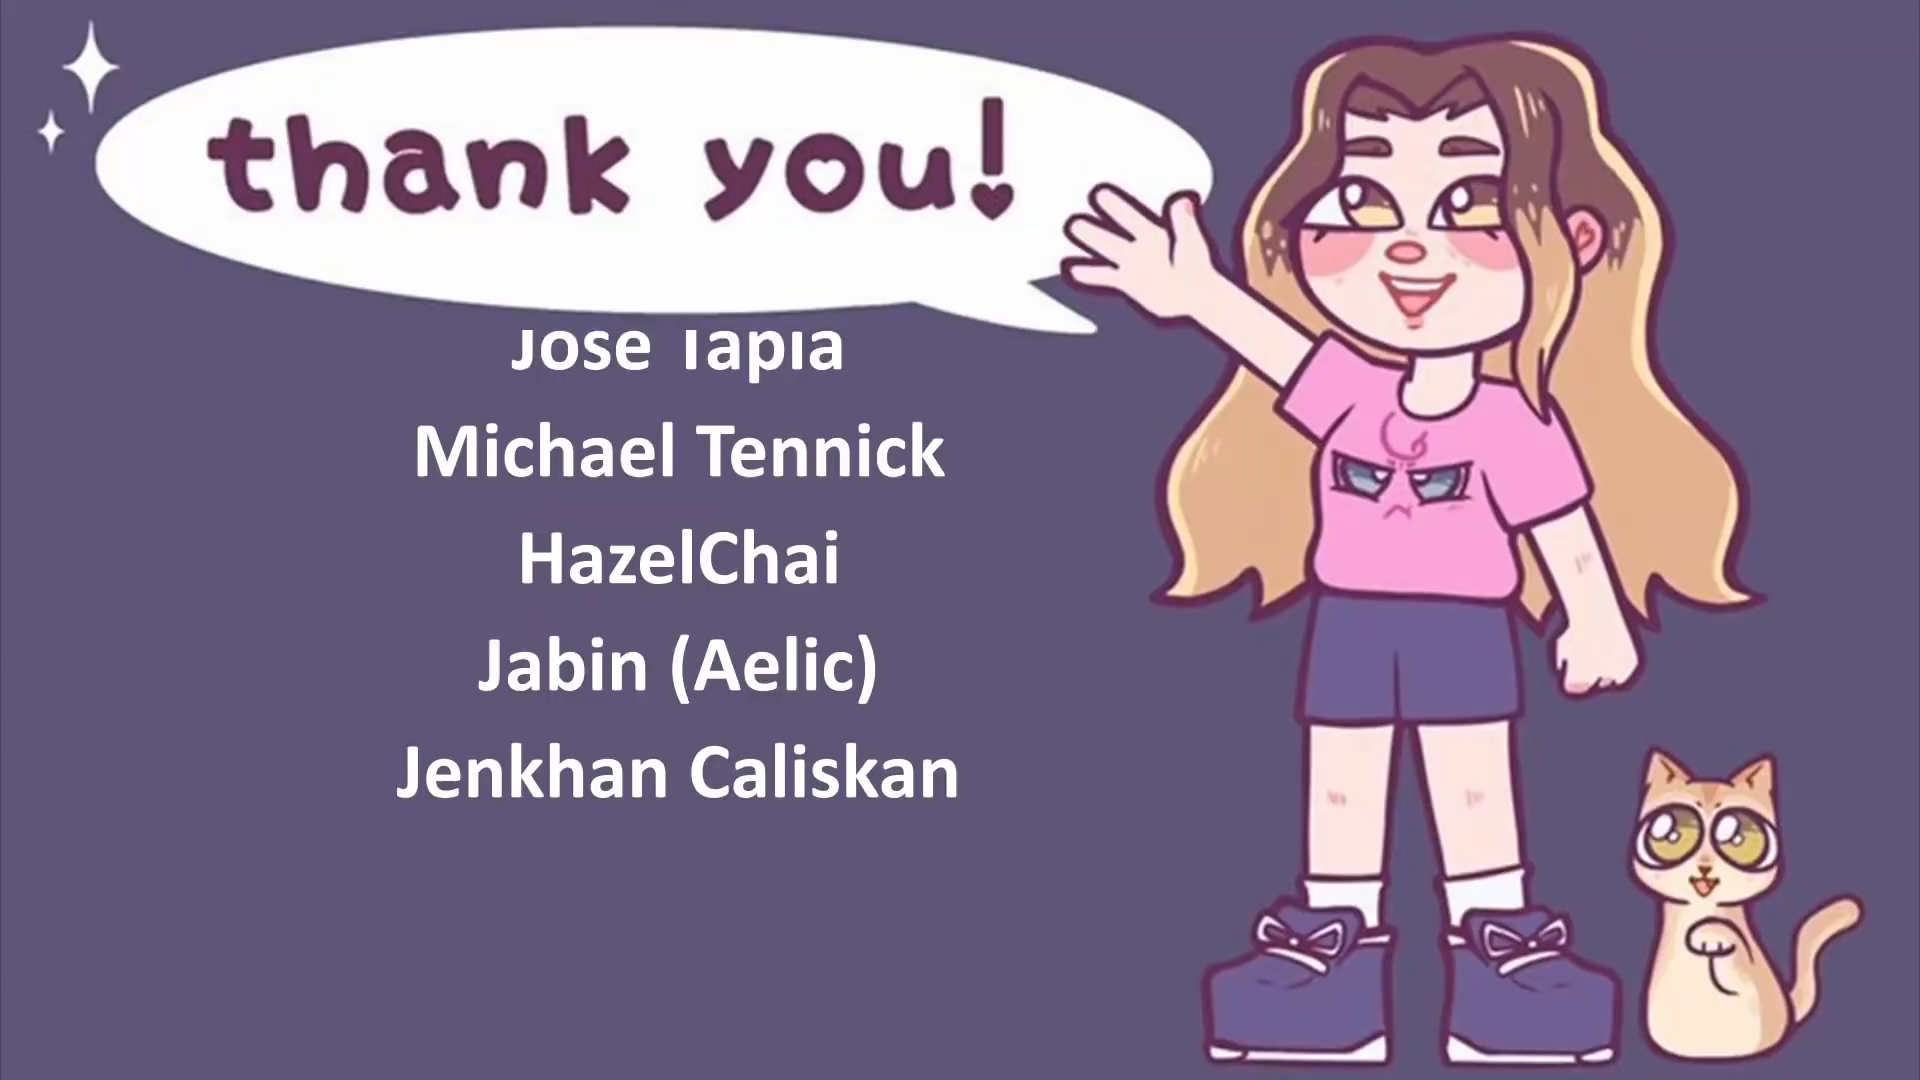 thank you!
Jose Tapia
Michael Tennick
HazelChai
Jabin (Aelic)
Jenkhan Caliskan